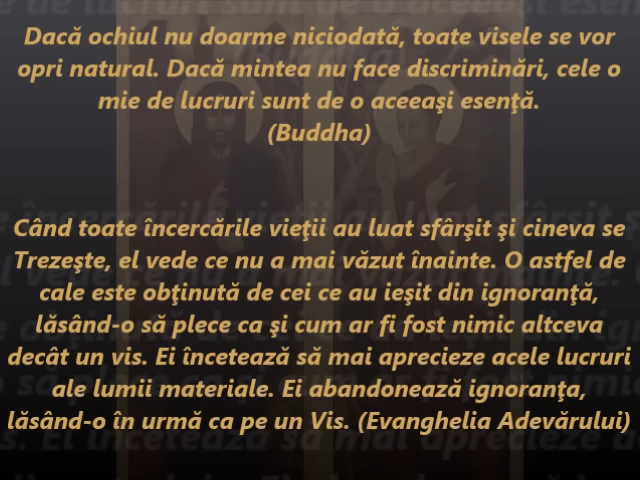 Dacă ochiul nu doarme niciodată, toate visele se vor
opri natural. Dacă mintea nu face discriminări, cele o
mie de lucruri sunt de o aceeaşi esenţă.
(Buddha)
Când toate încercările vieţii au luat sfârşit şi cineva se
Trezeşte, el vede ce nu a mai văzut înainte. O astfel de
cale este obţinută de cei ce au ieşit din ignoranţă,
lăsând-o să plece ca şi cum ar fi fost nimic altceva
decât un vis. Ei încetează să mai aprecieze acele lucruri
ale lumii materiale. Ei abandonează ignoranţa,
lăsând-o în urmă ca pe un Vis. (Evanghelia Adevărului)